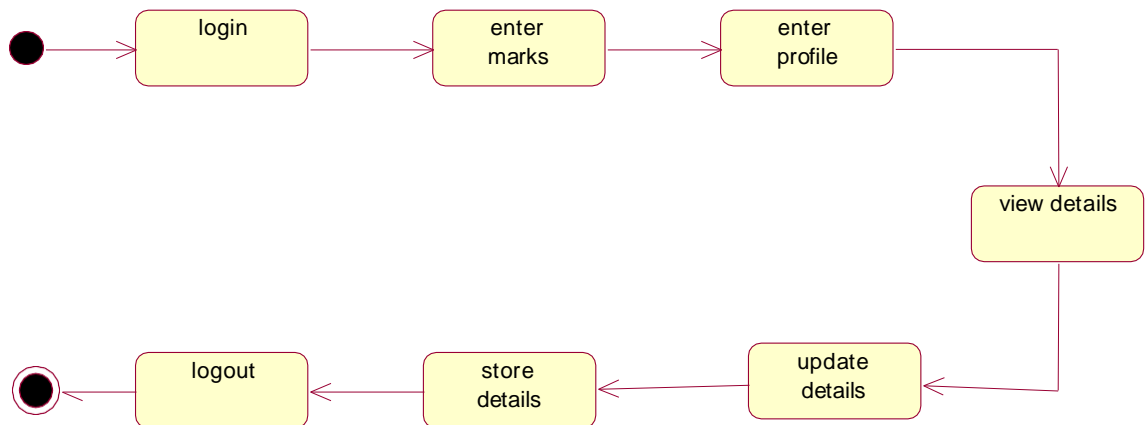 login
enter
marks
enter
profile
view details
update
details
store
details
logout